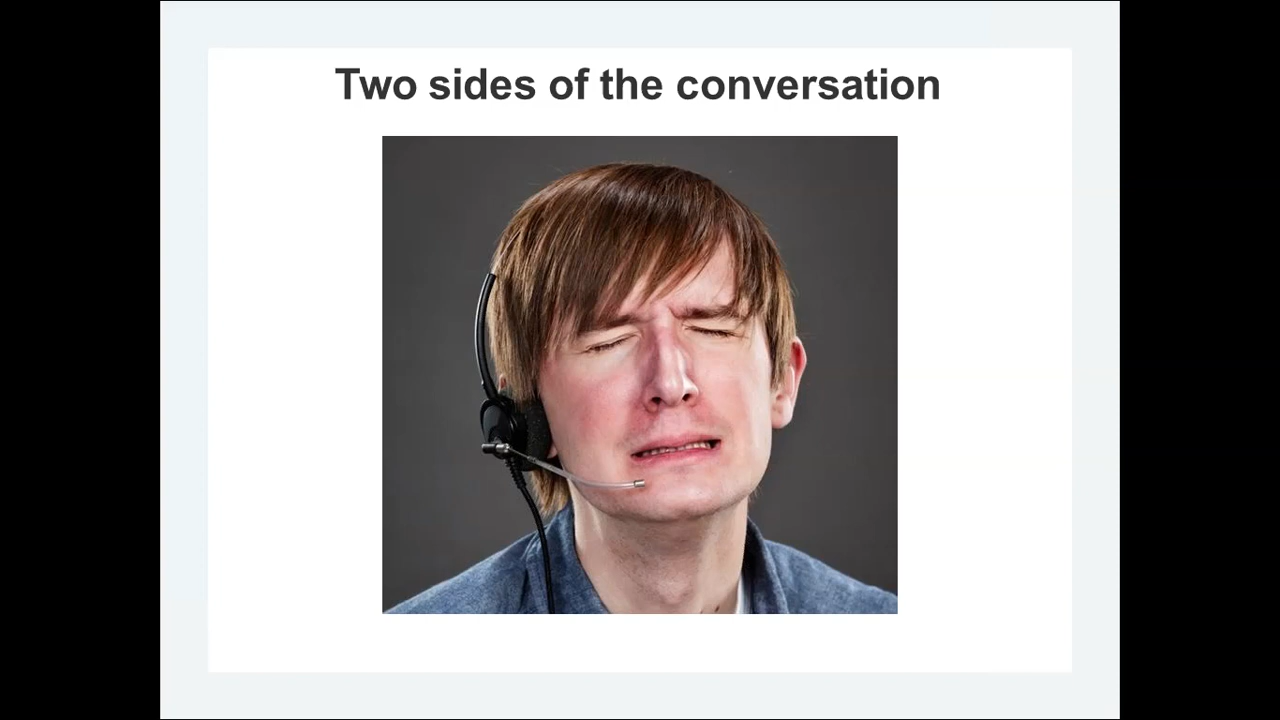 Two sides of the conversation